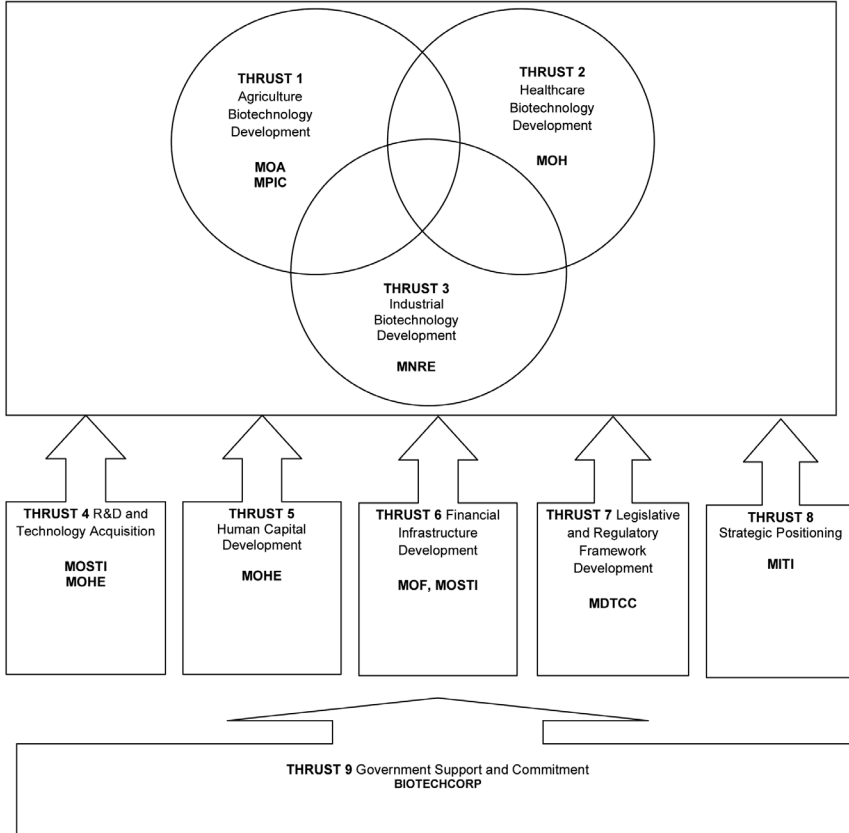 THRUST 1
Agriculture
Biotechnology
Development
MOA
MPIC
THRUST 2
Healthcare
Biotechnology
Development
MOH
THRUST 3
Industrial
Biotechnology
Development
MNRE
THRUST 4 R&D and
Technology Acquisition
MOSTI
MOHE
THRUST 5
Human Capital
Development
MOHE
THRUST 6 Financial
Infrastructure
Development
MOF, MOSTI
THRUST 7 Legislative
and Regulatory
Framework
Development
MDTCC
THRUST 8
Strategic Positioning
MITI
THRUST 9 Government Support and Commitment
BIOTECHCORP